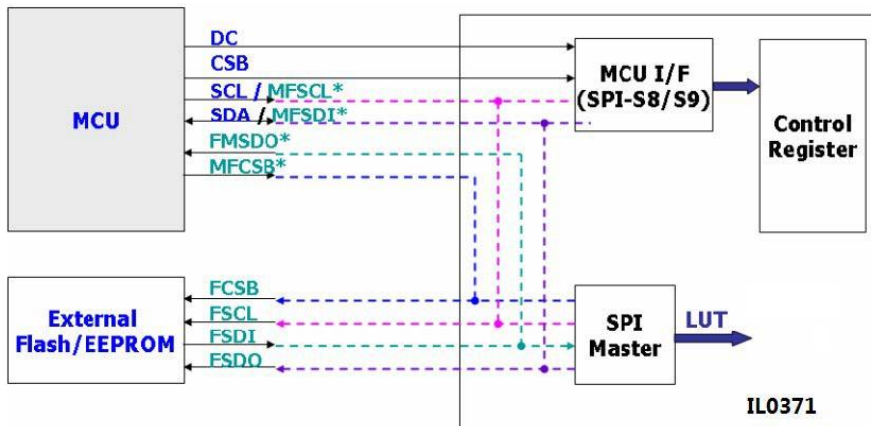 MCU
DC
CSB
SCL / MFSCL*
SDA / MFSDI*
FMSDO*
MFCSB*
MCU I/F
(SPI-S8/S9)
Control
Register
External
Flash/EEPROM
FCSB
FSCL
FSDI
FSDO
SPI
Master
LUT
IL0371